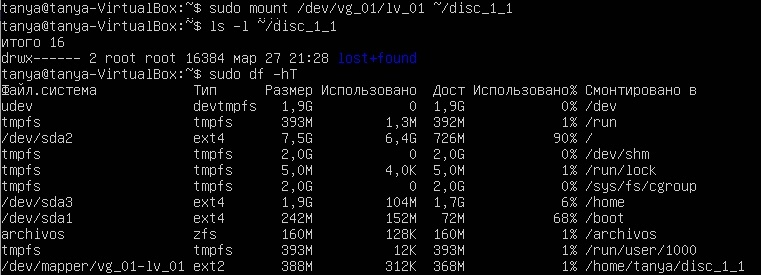 tanya@tanya-VirtualBox:~$ sudo mount /dev/vg_01/lv_01 ~/disc_1_1
tanya@tanya-VirtualBox:~$ ls -l ~/disc_1_1
итого 16
drwx------ 2 root root 16384 мар 27 21:28 lost+found
tanya@tanya-VirtualBox:~$ sudo df -hT
Файл.система Тип Размер Использовано Дост Использовано% Смонтировано в
udev devtmpfs 1,9G 0 1,9G 0% /dev
tmpfs tmpfs 393M 1,3M 392M 1% /run
/dev/sda2 ext4 7,5G 6,4G 726M 90% /
tmpfs tmpfs 2,0G 0 2,0G 0% /dev/shm
tmpfs tmpfs 5,0M 4,0K 5,0M 1% /run/lock
tmpfs tmpfs 2,0G 0 2,0G 0% /sys/fs/cgroup
/dev/sda3 ext4 1,9G 104M 1,7G 6% /home
/dev/sda1 ext4 242M 152M 72M 68% /boot
archivos zfs 160M 128K 160M 1% /archivos
tmpfs tmpfs 393M 12K 393M 1% /run/user/1000
/dev/mapper/vg_01-lv_01 ext2 388M 312K 368M 1% /home/tanya/disc_1_1